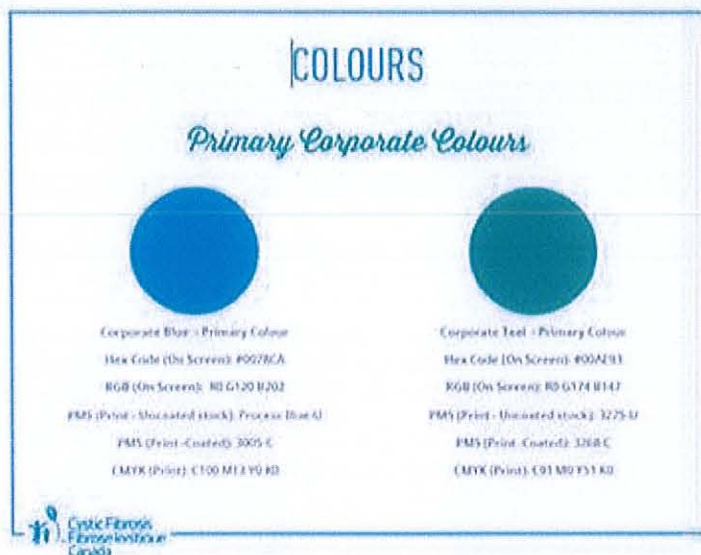 COLOURS
Primary Corporate Colours
Corporate Blue - Primary Colour
Hex Code (On Screen): #0078CA
RGB (On Screen): R0 G120 B202
PMS (Print - Uncoated stock): Process Blue U
PMS (Print -Coated): 3005 C
CMYK (Print): C100 M13 Y0 K0
Corporate Teel - Primary Colour
Hex Code (On Screen): #00AE93
RGB (On Screen): R0 G174 B147
PMS (Print - Uncoated stock): 3275 U
PMS (Print -Coated): 3268 C
CMYK (Print): C91 M0 Y51 K0
Cystic Fibrosis
Fibrose kystique
Canada